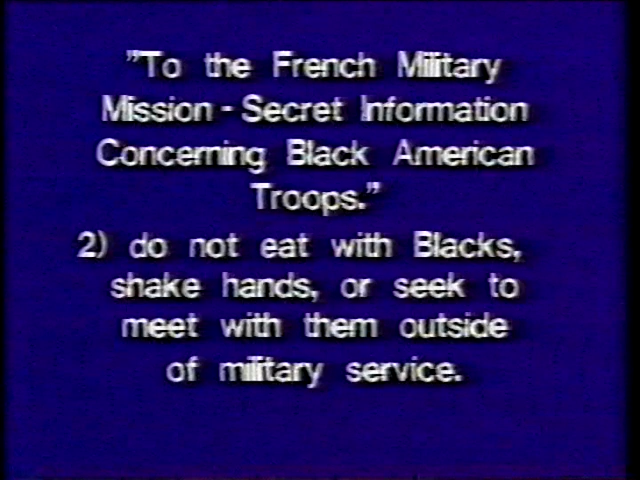 "To the French Military
Mission - Secret Information
Concerning Black American
Troops."
2) do not eat with Blacks,
shake hands, or seek to
meet with them outside
of military service.